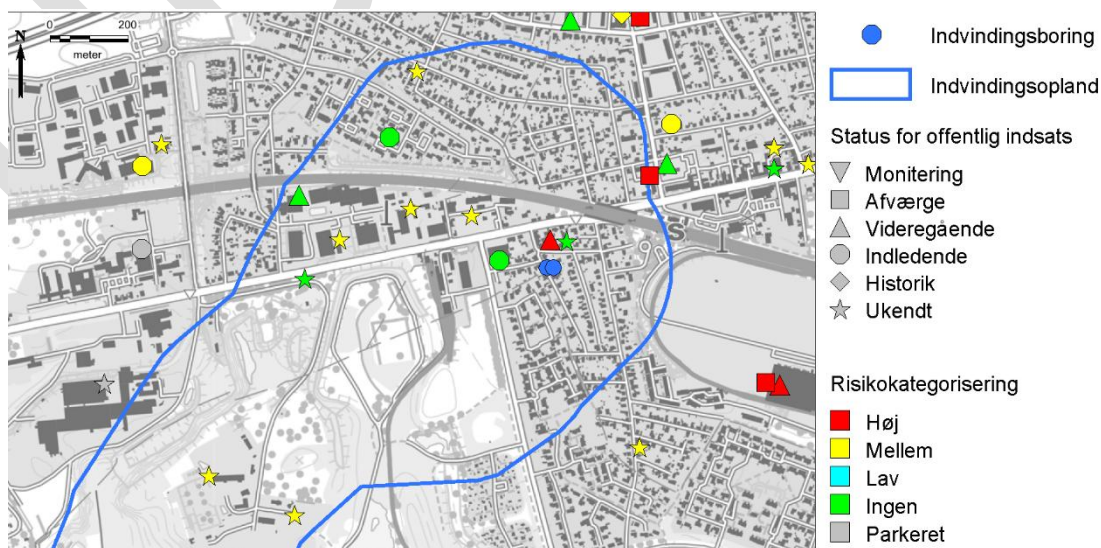 0 200
meter
N
S
Indvindingsboring
Indvindingsopland
Status for offentlig indsats
Monitering
Afværge
Videregående
Indledende
Historik
Ukendt
Risikokategorisering
Høj
Mellem
Lav
Ingen
Parkeret